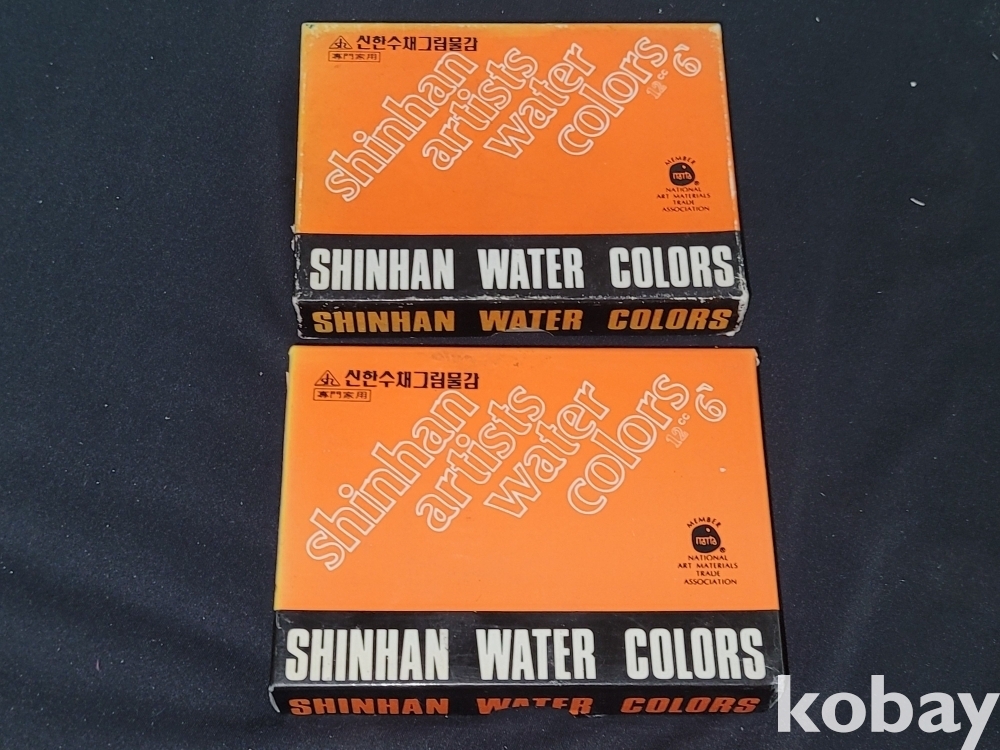 신한수채그림물감
專門家用
shinhan
artists
water
colors
12cc 6
MEMBER
nama
®
NATIONAL
ART MATERIALS
TRADE
ASSOCIATION
SHINHAN WATER COLORS
SHINHAN WATER COLORS
신한수채그림물감
專門家用
shinhan
artists
water
colors
12cc 6
MEMBER
nama
®
NATIONAL
ART MATERIALS
TRADE
ASSOCIATION
SHINHAN WATER COLORS
SHINHAN WATER COLORS
kobay